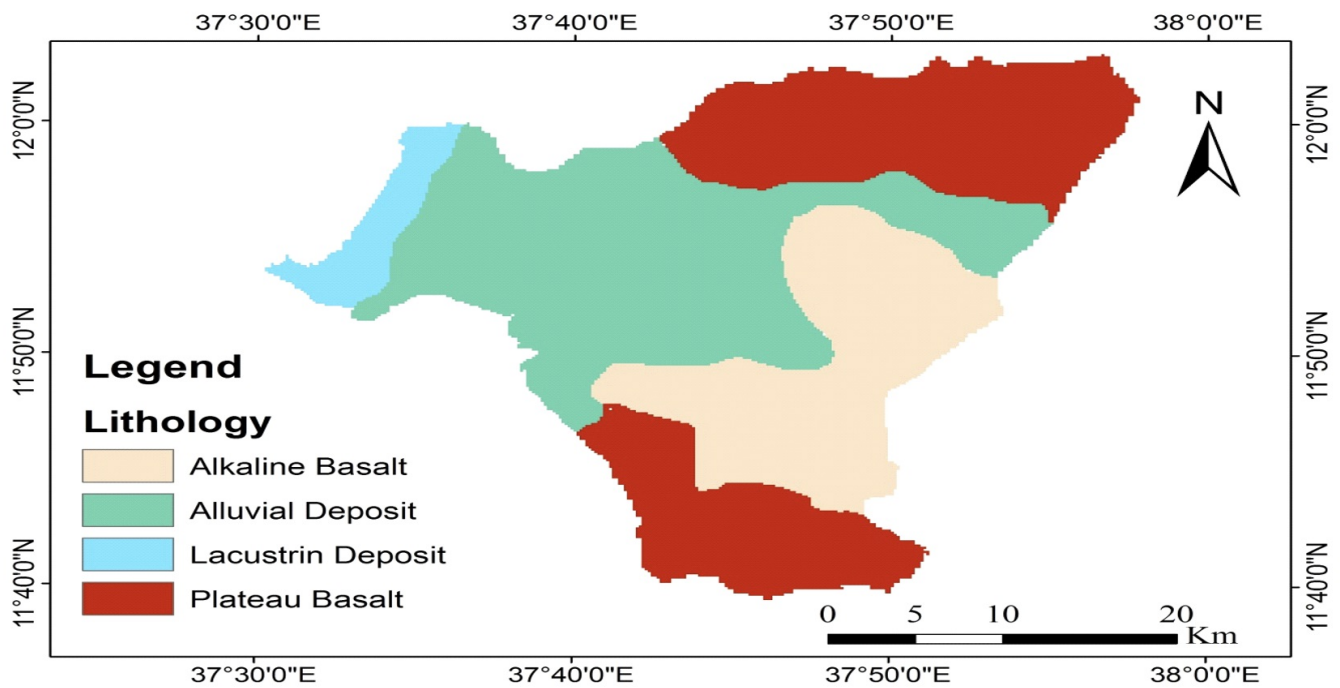 37°30'0"E 37°40'0"E 37°50'0"E 38°0'0"E
12°0'0"N
12°0'0"N
N
11°50'0"N
11°50'0"N
Legend
Lithology
Alkaline Basalt
Alluvial Deposit
Lacustrin Deposit
Plateau Basalt
11°40'0"N
11°40'0"N
0 5 10 20
Km
37°30'0"E 37°40'0"E 37°50'0"E 38°0'0"E